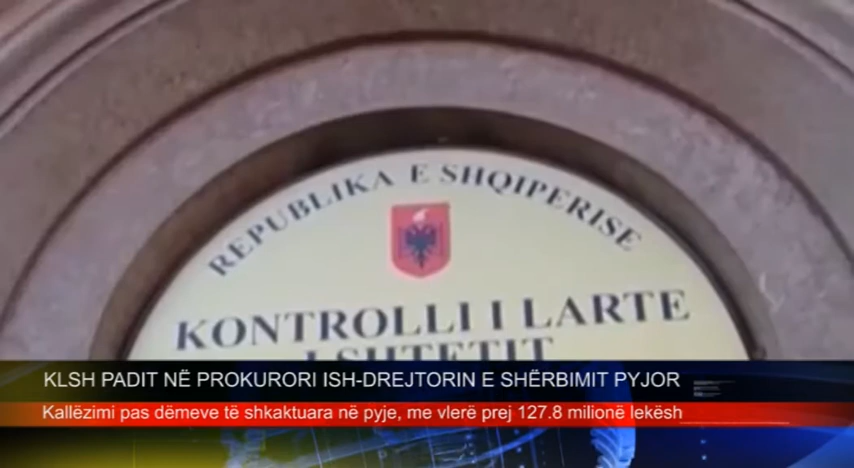 REPUBLIKA E SHQIPERISE
KONTROLLI I LARTE
I SHTETIT
KLSH PADIT NË PROKURORI ISH-DREJTORIN E SHËRBIMIT PYJOR
Kallëzimi pas dëmeve të shkaktuara në pyje, me vlerë prej 127.8 milionë lekësh